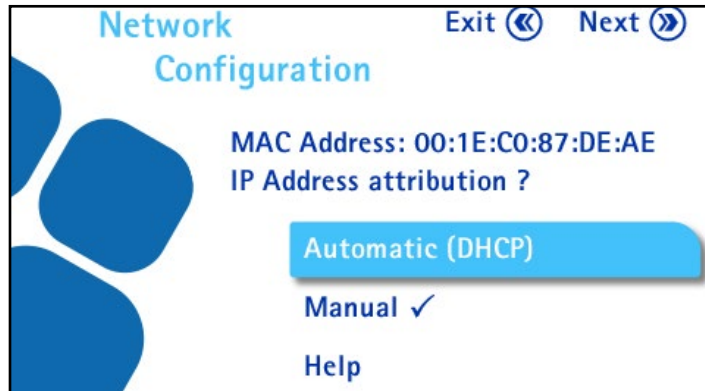 Network Exit Next
Configuration
MAC Address: 00:1E:C0:87:DE:AE
IP Address attribution ?
Automatic (DHCP)
Manual ✓
Help